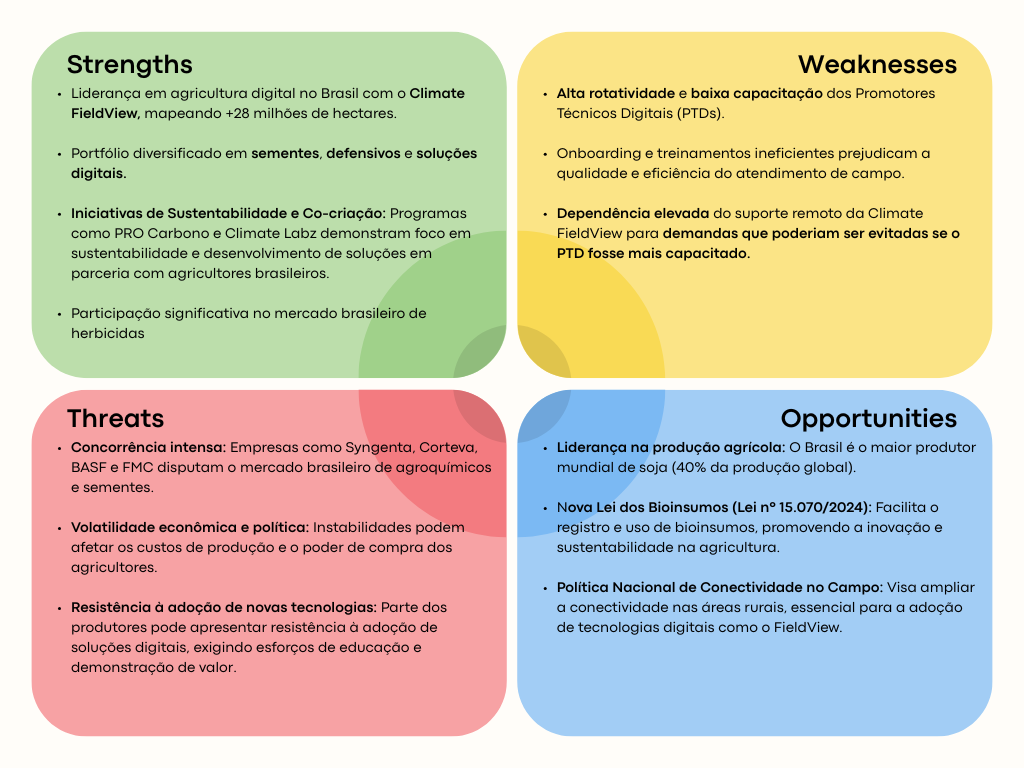 Strengths
• Liderança em agricultura digital no Brasil com o Climate
FieldView, mapeando +28 milhões de hectares.
• Portfólio diversificado em sementes, defensivos e soluções
digitais.
• Iniciativas de Sustentabilidade e Co-criação: Programas
como PRO Carbono e Climate Labz demonstram foco em
sustentabilidade e desenvolvimento de soluções em
parceria com agricultores brasileiros.
• Participação significativa no mercado brasileiro de
herbicidas
Weaknesses
• Alta rotatividade e baixa capacitação dos Promotores
Técnicos Digitais (PTDs).
• Onboarding e treinamentos ineficientes prejudicam a
qualidade e eficiência do atendimento de campo.
• Dependência elevada do suporte remoto da Climate
FieldView para demandas que poderiam ser evitadas se o
PTD fosse mais capacitado.
Threats
• Concorrência intensa: Empresas como Syngenta, Corteva,
BASF e FMC disputam o mercado brasileiro de agroquímicos
e sementes.
• Volatilidade econômica e política: Instabilidades podem
afetar os custos de produção e o poder de compra dos
agricultores.
• Resistência à adoção de novas tecnologias: Parte dos
produtores pode apresentar resistência à adoção de
soluções digitais, exigindo esforços de educação e
demonstração de valor.
Opportunities
• Liderança na produção agrícola: O Brasil é o maior produtor
mundial de soja (40% da produção global).
• Nova Lei dos Bioinsumos (Lei nº 15.070/2024): Facilita o
registro e uso de bioinsumos, promovendo a inovação e
sustentabilidade na agricultura.
• Política Nacional de Conectividade no Campo: Visa ampliar
a conectividade nas áreas rurais, essencial para a adoção
de tecnologias digitais como o FieldView.